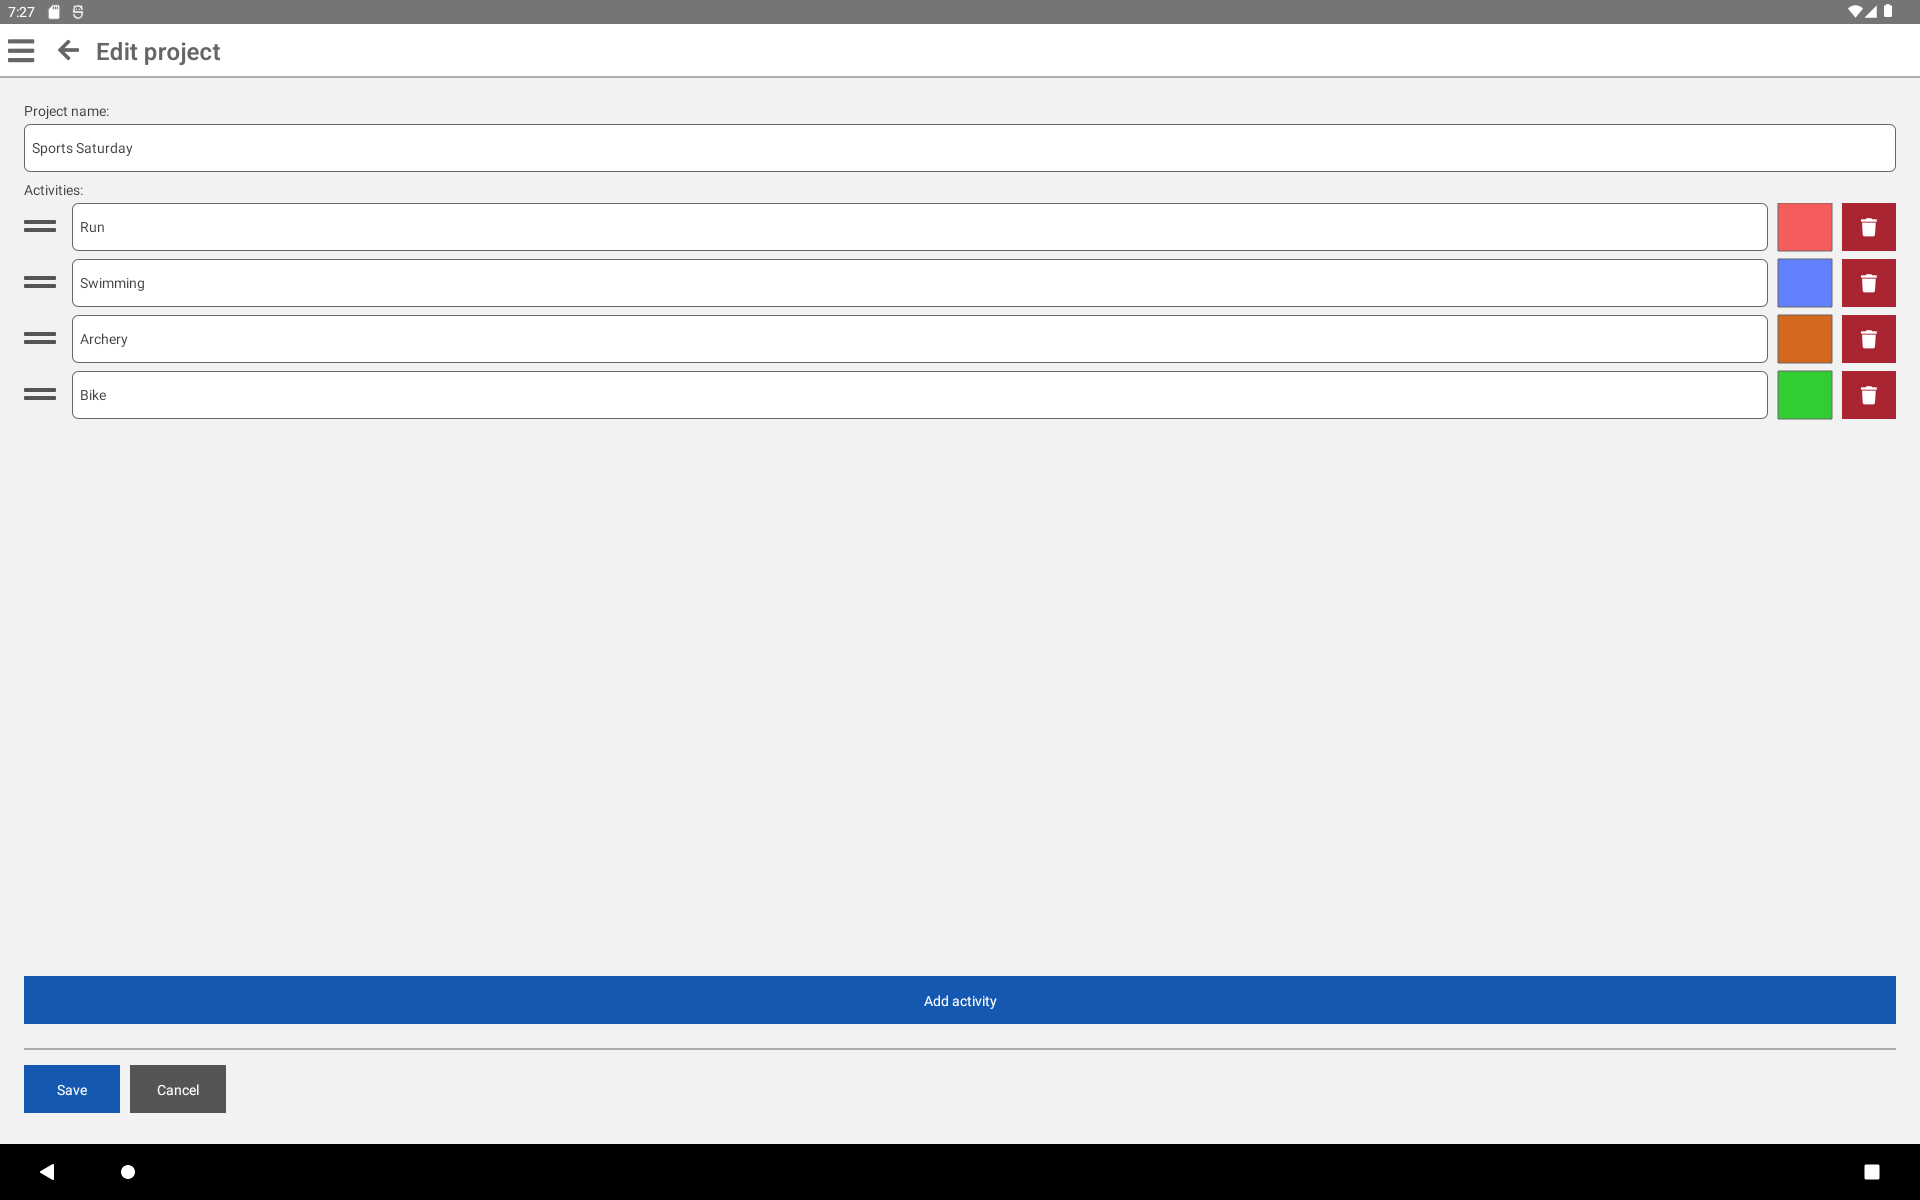 7:27
Edit project
Project name:
Sports Saturday
Activities:
Run
Swimming
Archery
Bike
Add activity
Save
Cancel